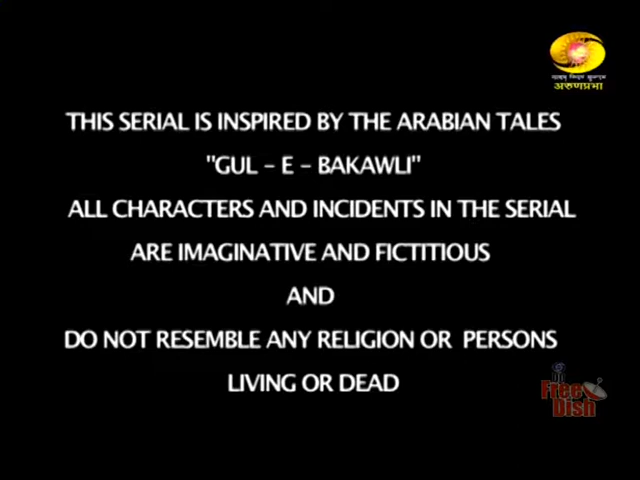 अरुणप्रभा
THIS SERIAL IS INSPIRED BY THE ARABIAN TALES
"GUL – E – BAKAWLI"
ALL CHARACTERS AND INCIDENTS IN THE SERIAL
ARE IMAGINATIVE AND FICTITIOUS
AND
DO NOT RESEMBLE ANY RELIGION OR PERSONS
LIVING OR DEAD
Free
Dish